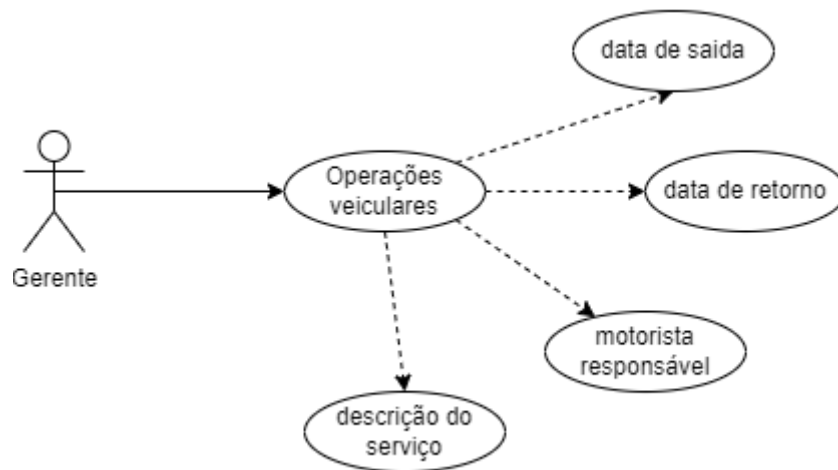 data de saida
Operações
veiculares
data de retorno
Gerente
motorista
responsável
descrição do
serviço